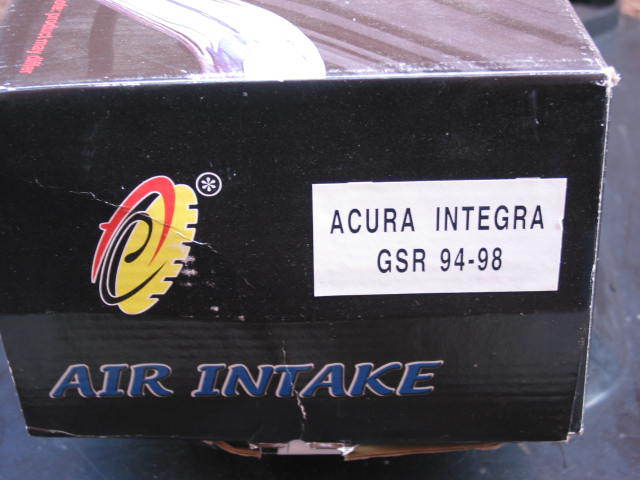 ACURA INTEGRA
GSR 94-98
AIR INTAKE